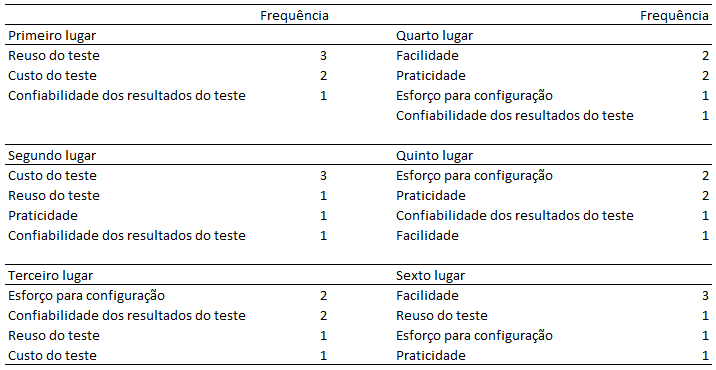 Frequência Frequência
Primeiro lugar Quarto lugar
Reuso do teste 3 Facilidade 2
Custo do teste 2 Praticidade 2
Confiabilidade dos resultados do teste 1 Esforço para configuração 1
Confiabilidade dos resultados do teste 1
Segundo lugar Quinto lugar
Custo do teste 3 Esforço para configuração 2
Reuso do teste 1 Praticidade 2
Praticidade 1 Confiabilidade dos resultados do teste 1
Confiabilidade dos resultados do teste 1 Facilidade 1
Terceiro lugar Sexto lugar
Esforço para configuração 2 Facilidade 3
Confiabilidade dos resultados do teste 2 Reuso do teste 1
Reuso do teste 1 Esforço para configuração 1
Custo do teste 1 Praticidade 1